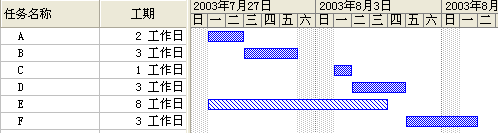 任务名称 工期 2003年7月27日 2003年8月3日 2003年8月
日 一 二 三 四 五 六 日 一 二 三 四 五 六 日 一 二
A 2 工作日
B 3 工作日
C 1 工作日
D 3 工作日
E 8 工作日
F 3 工作日